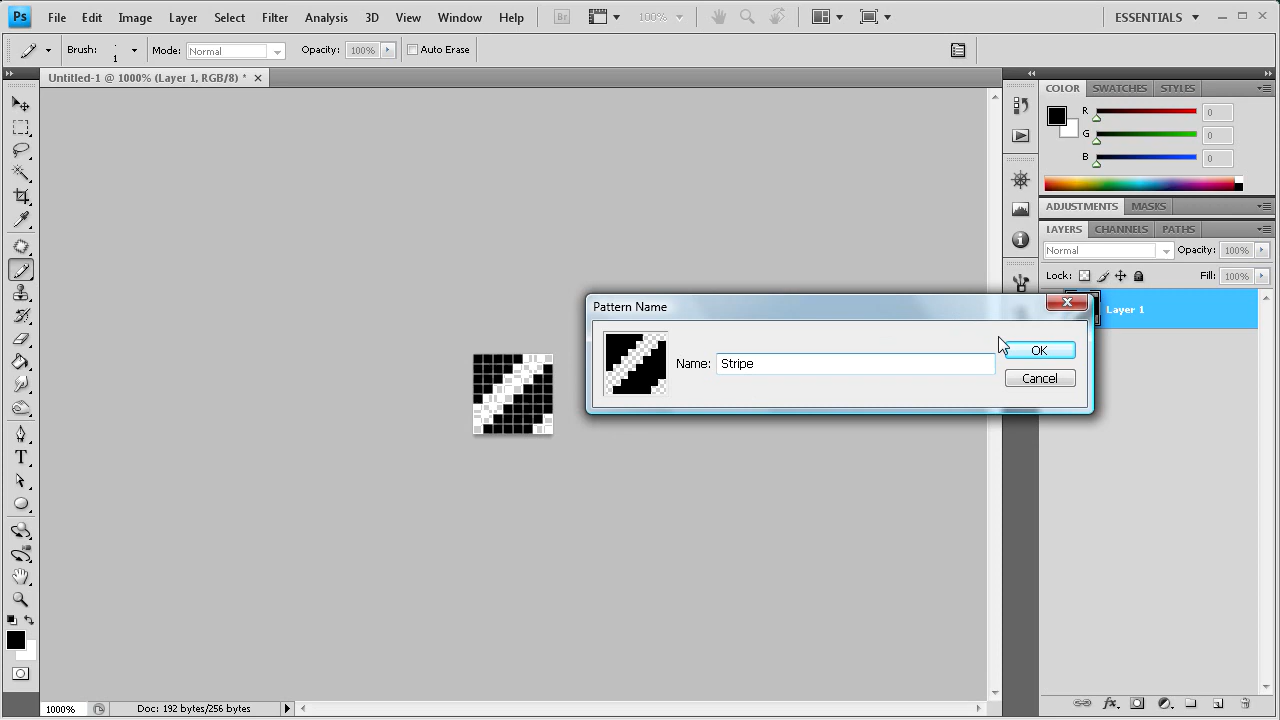 Ps File Edit Image Layer Select Filter Analysis 3D View Window Help Br 100% ESSENTIALS
Brush: 1 Mode: Normal Opacity: 100% Auto Erase
Untitled-1 @ 1000% (Layer 1, RGB/8) *
COLOR SWATCHES STYLES
R 0
G 0
B 0
ADJUSTMENTS MASKS
LAYERS CHANNELS PATHS
Normal Opacity: 100%
Lock: Fill: 100%
Layer 1
Pattern Name
Name: Stripe
OK
Cancel
T
1000% Doc: 192 bytes/256 bytes
fx